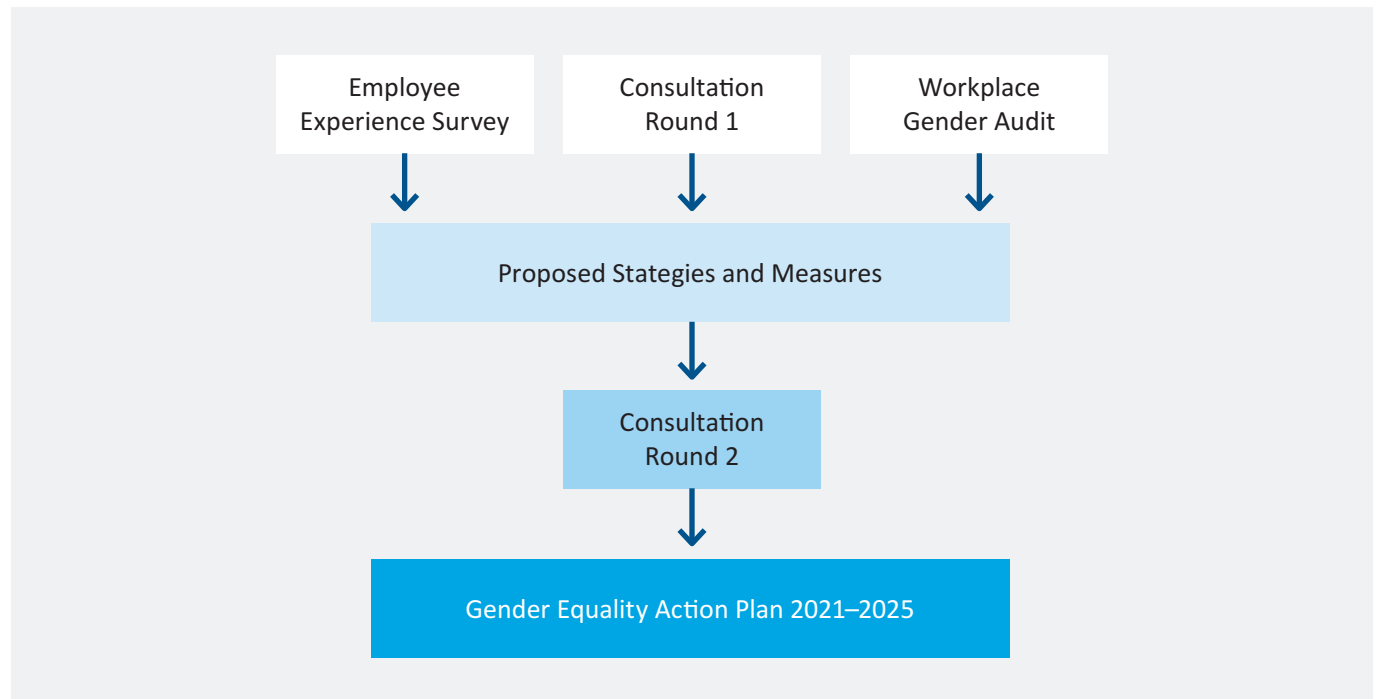 Employee
Experience Survey
Consultation
Round 1
Workplace
Gender Audit
Proposed Stategies and Measures
Consultation
Round 2
Gender Equality Action Plan 2021–2025